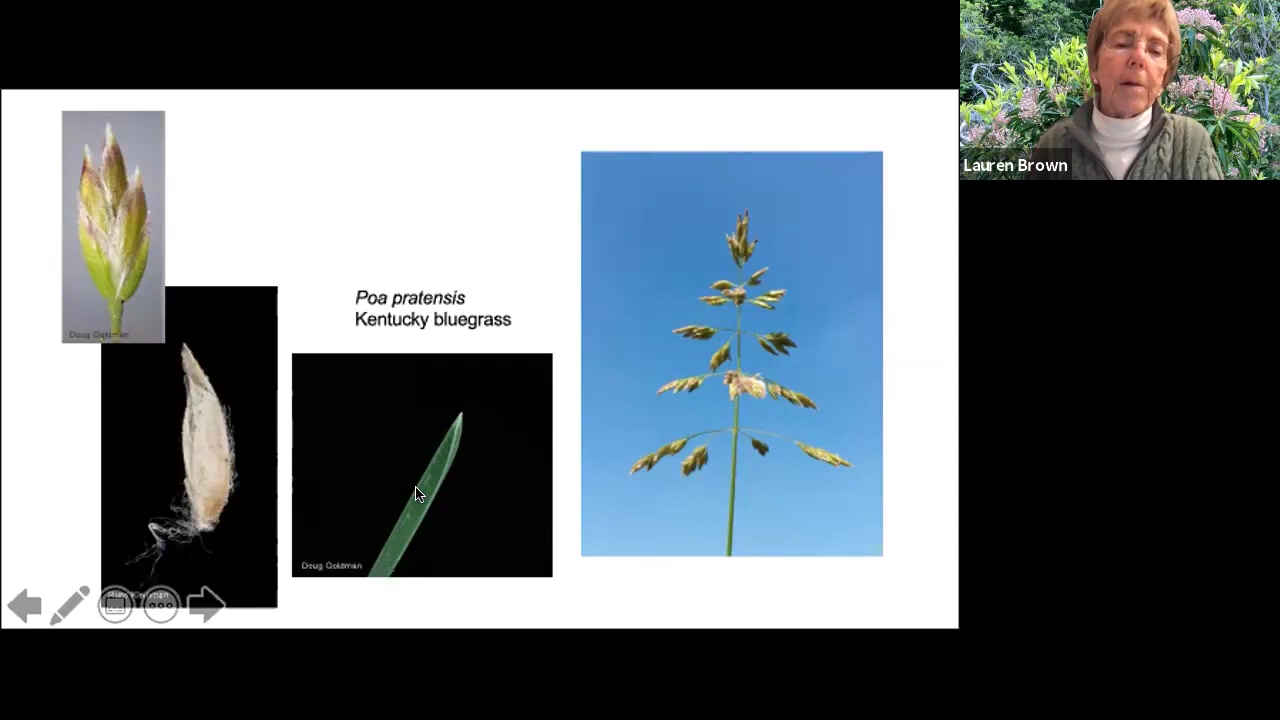 Lauren Brown
Doug Goldman
Poa pratensis
Kentucky bluegrass
Doug Goldman